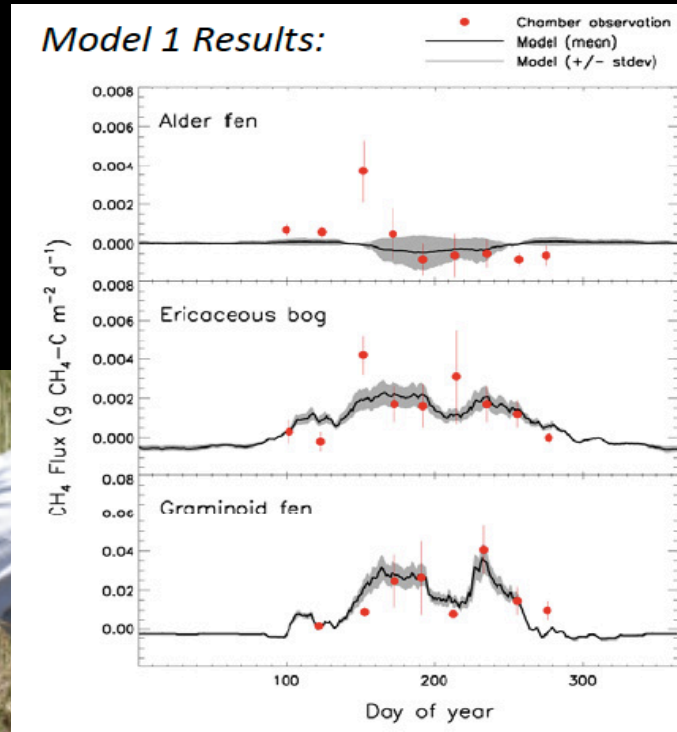 Model 1 Results:
Chamber observation
Model (mean)
Model (+/- stdev)
0.008
Alder fen
0.006
0.004
0.002
0.000
0.008
Ericaceous bog
0.006
0.004
0.002
0.000
0.08
Graminoid fen
0.06
0.04
0.02
0.00
CH₄ Flux (g CH₄-C m⁻² d⁻¹)
100 200 300
Day of year